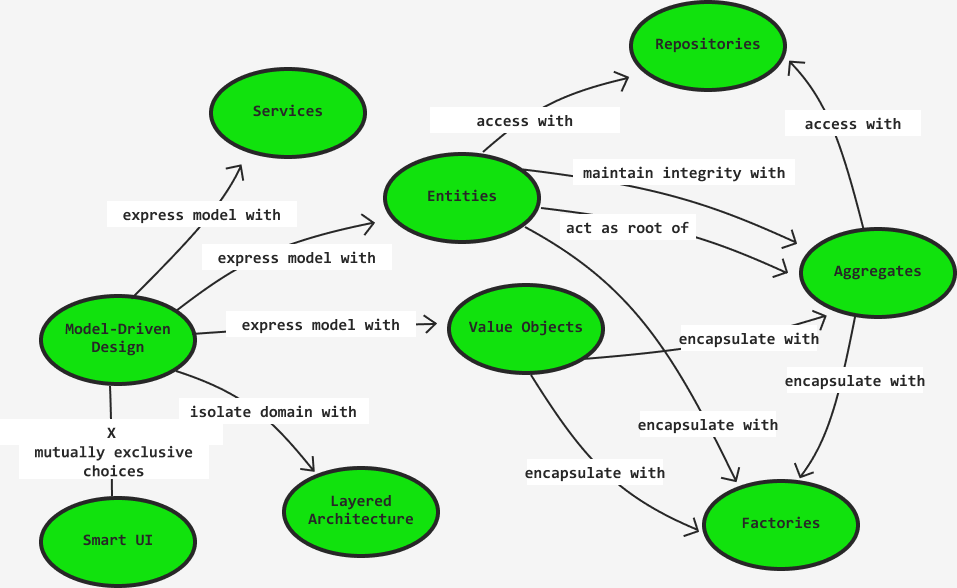 Repositories
Services
access with
access with
maintain integrity with
Entities
express model with
act as root of
express model with
Aggregates
express model with
Value Objects
Model-Driven
Design
encapsulate with
encapsulate with
isolate domain with
encapsulate with
X
mutually exclusive
choices
encapsulate with
Layered
Architecture
Factories
Smart UI